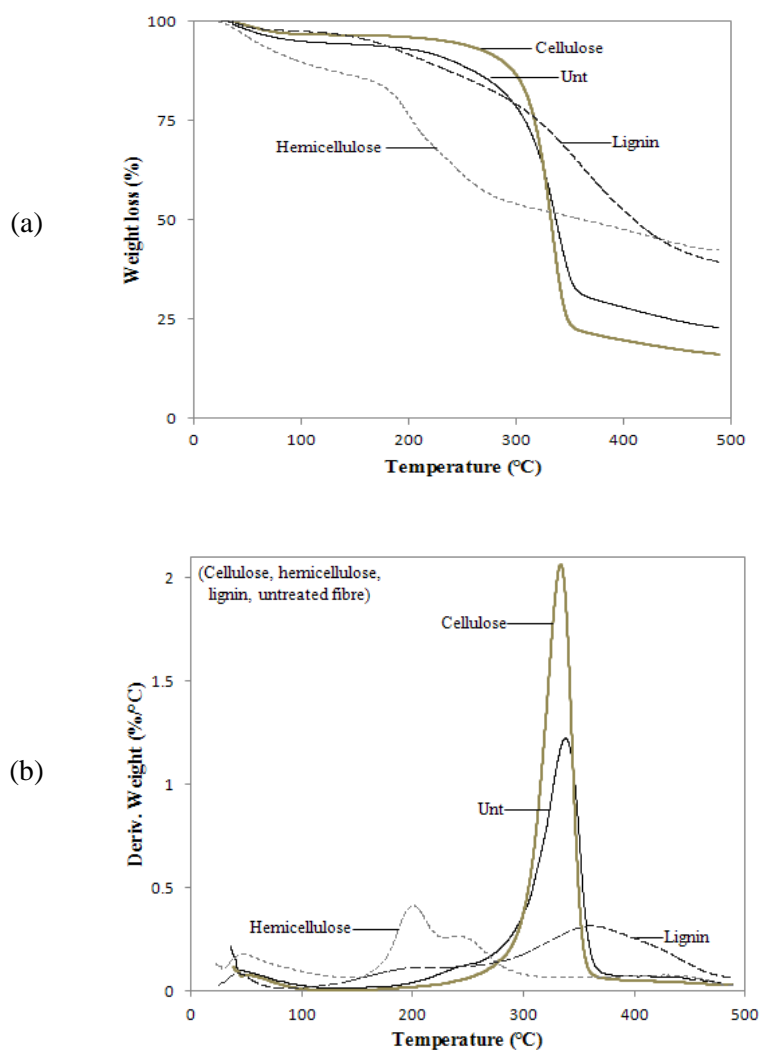 (a)
100
75
50
25
0
Weight loss (%)
Cellulose
Unt
Hemicellulose
Lignin
0 100 200 300 400 500
Temperature (°C)
(b)
2
1.5
1
0.5
0
Deriv. Weight (%/°C)
(Cellulose, hemicellulose,
lignin, untreated fibre)
Cellulose
Unt
Hemicellulose
Lignin
0 100 200 300 400 500
Temperature (°C)